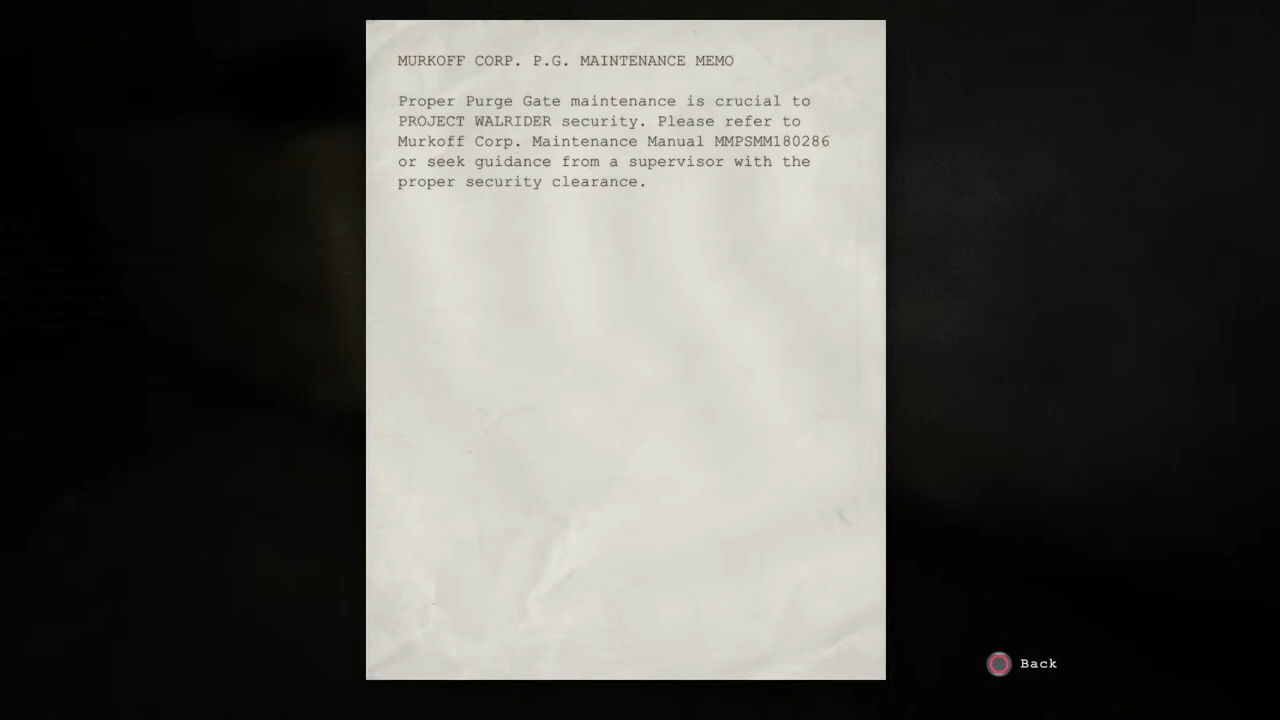 MURKOFF CORP. P.G. MAINTENANCE MEMO
Proper Purge Gate maintenance is crucial to
PROJECT WALRIDER security. Please refer to
Murkoff Corp. Maintenance Manual MMPSMM180286
or seek guidance from a supervisor with the
proper security clearance.
Back